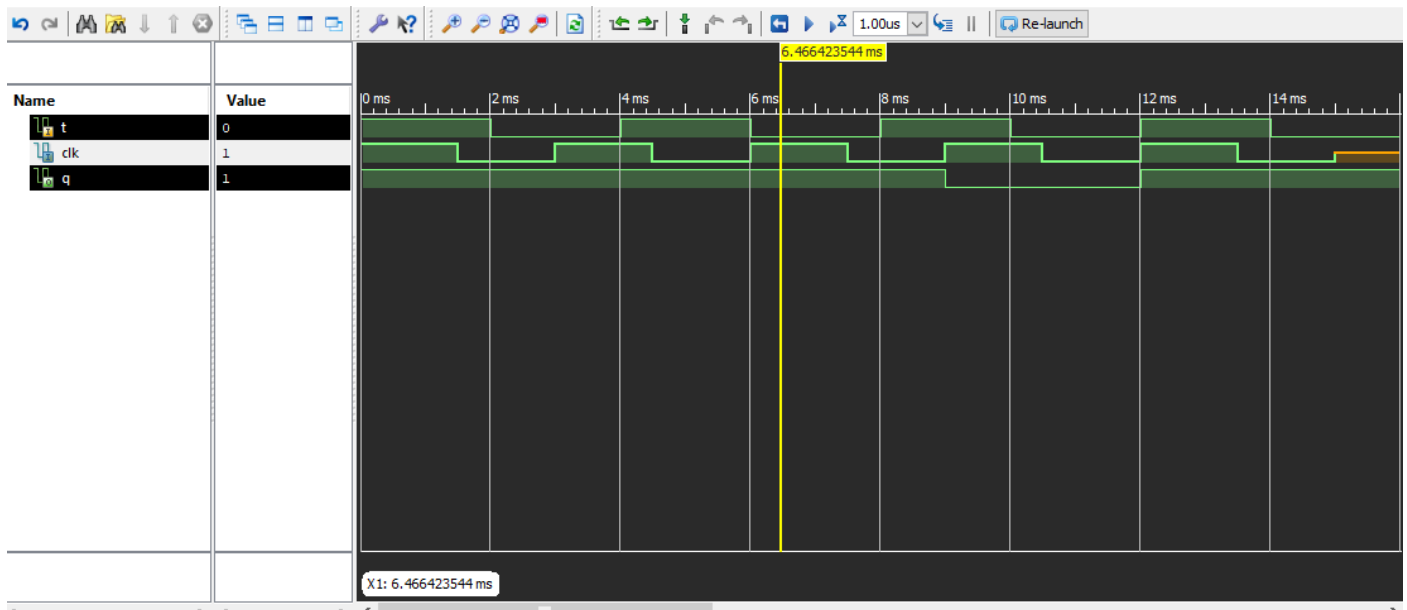 1.00us Re-launch
6.466423544 ms
Name Value 0 ms 2 ms 4 ms 6 ms 8 ms 10 ms 12 ms 14 ms
t 0
clk 1
q 1
X1: 6.466423544 ms